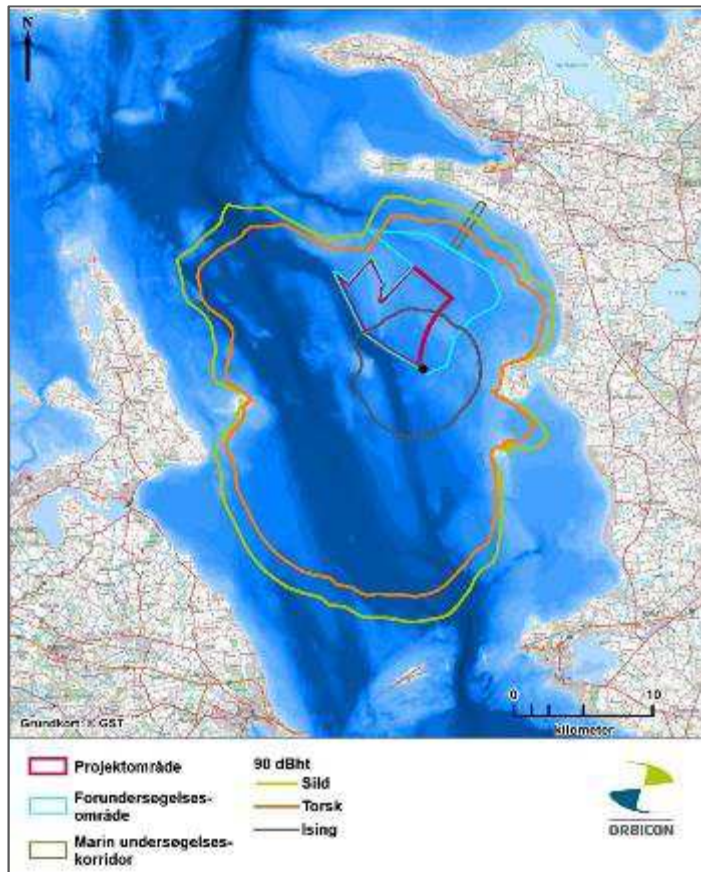 N
0 10
kilometer
Grundkort: © GST
Projektområde
Forundersøgelses-
område
Marin undersøgelses-
korridor
90 dBht
Sild
Torsk
Ising
ORBICON